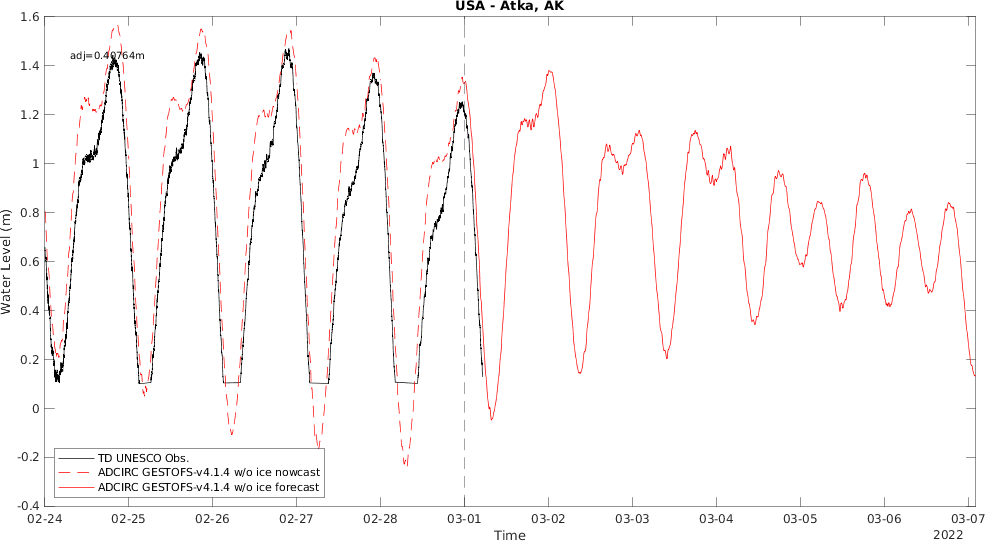 USA - Atka, AK
adj=0.40764m
1.6
1.4
1.2
1
0.8
0.6
0.4
0.2
0
-0.2
-0.4
Water Level (m)
TD UNESCO Obs.
ADCIRC GESTOFS-v4.1.4 w/o ice nowcast
ADCIRC GESTOFS-v4.1.4 w/o ice forecast
02-24 02-25 02-26 02-27 02-28 03-01 03-02 03-03 03-04 03-05 03-06 03-07
Time
2022